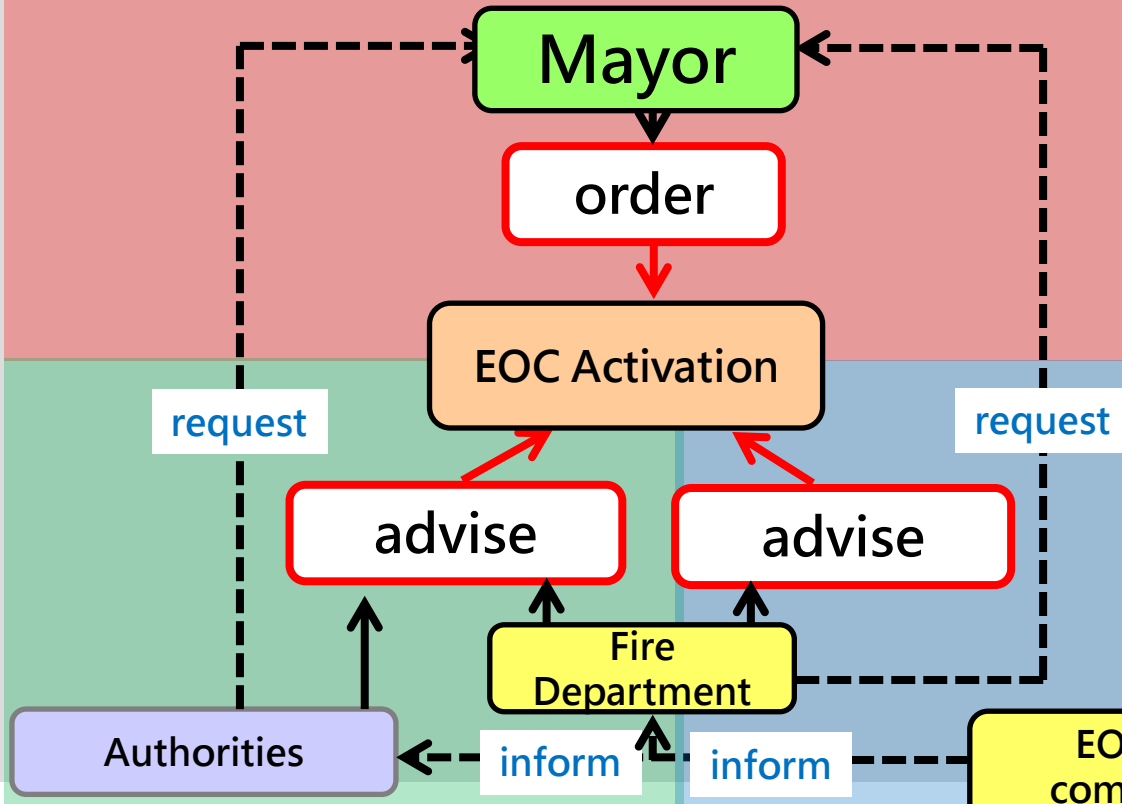 Mayor
order
EOC Activation
request
request
advise
advise
Fire
Department
Authorities
inform
inform